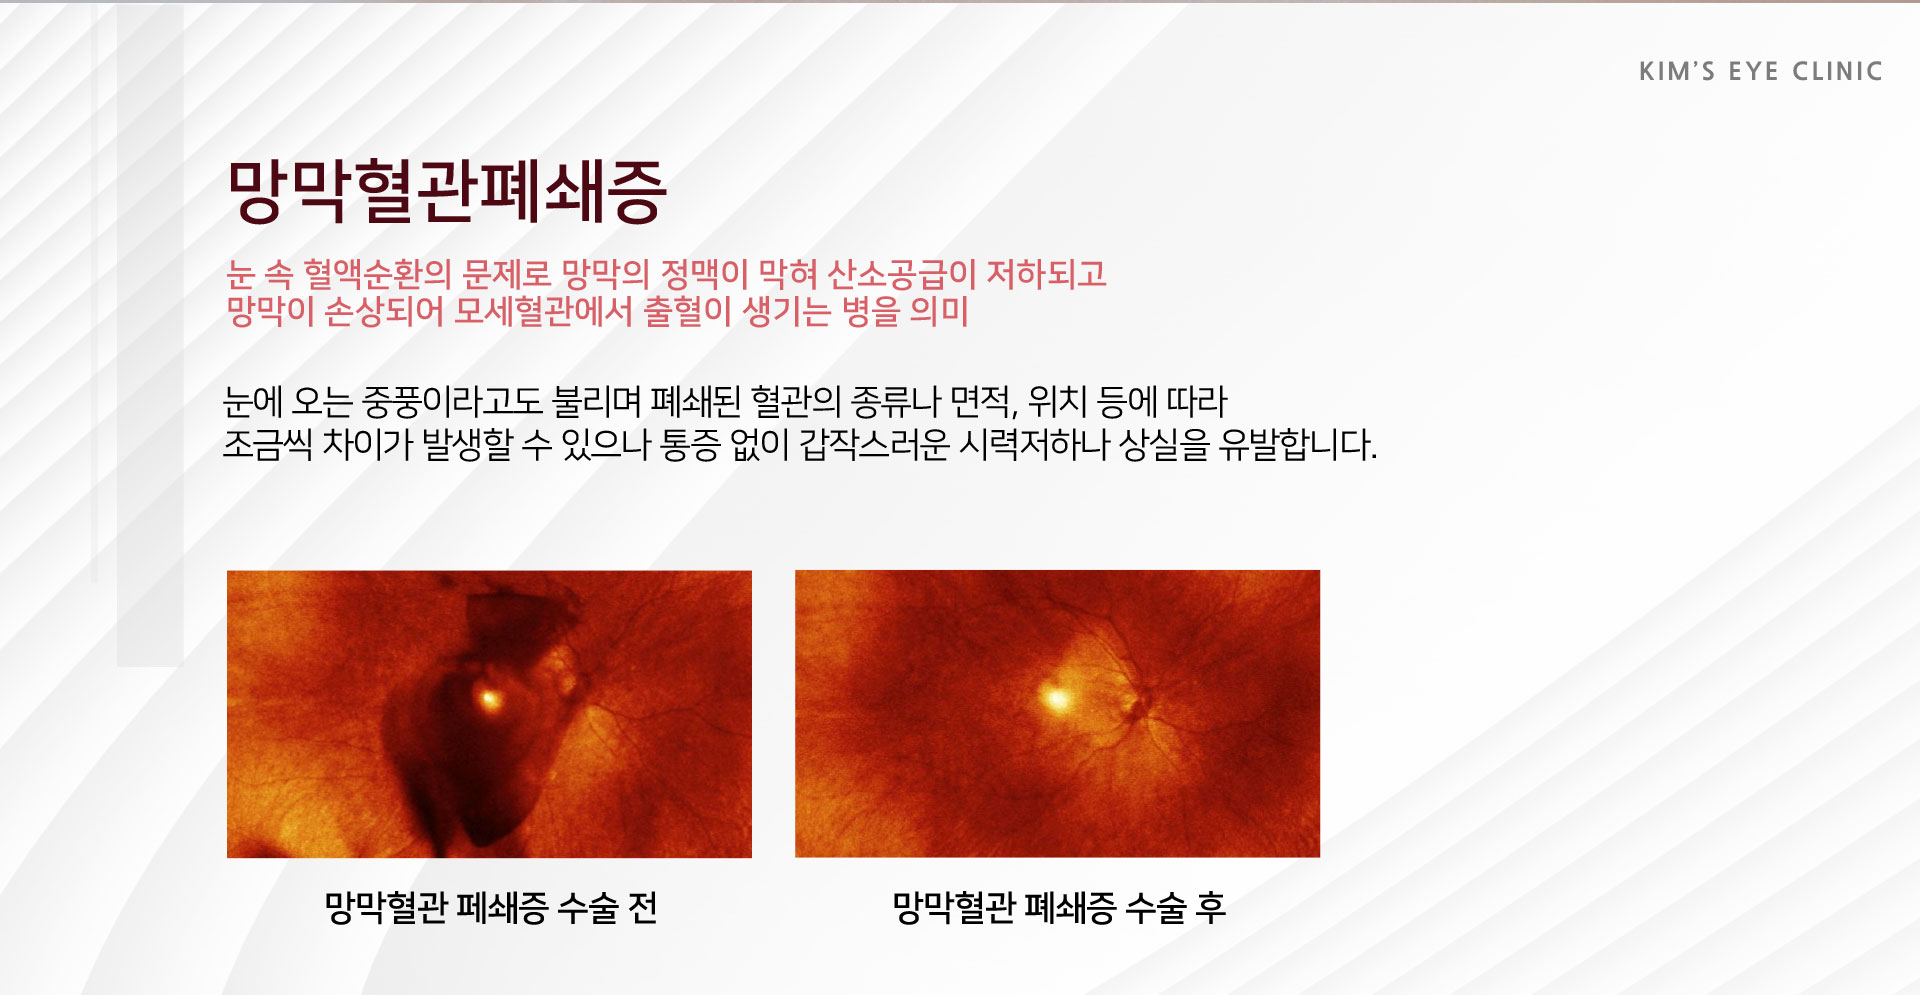 KIM'S EYE CLINIC
망막혈관폐쇄증
눈 속 혈액순환의 문제로 망막의 정맥이 막혀 산소공급이 저하되고
망막이 손상되어 모세혈관에서 출혈이 생기는 병을 의미
눈에 오는 중풍이라고도 불리며 폐쇄된 혈관의 종류나 면적, 위치 등에 따라
조금씩 차이가 발생할 수 있으나 통증 없이 갑작스러운 시력저하나 상실을 유발합니다.
망막혈관 페쇄증 수술 전
망막혈관 폐쇄증 수술 후